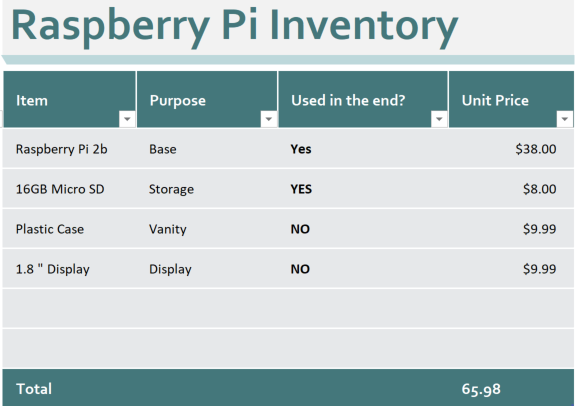 Raspberry Pi Inventory
Item Purpose Used in the end? Unit Price
Raspberry Pi 2b Base Yes $38.00
16GB Micro SD Storage YES $8.00
Plastic Case Vanity NO $9.99
1.8 " Display Display NO $9.99
Total 65.98